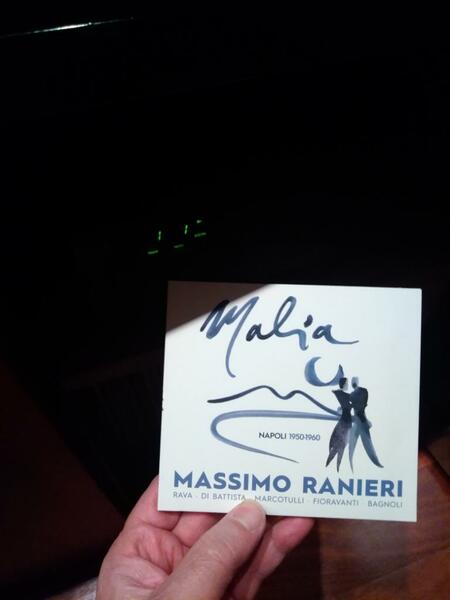 Malia
NAPOLI 1950-1960
MASSIMO RANIERI
RAVA · DI BATTISTA · MARCOTULLI · FIORAVANTI · BAGNOLI